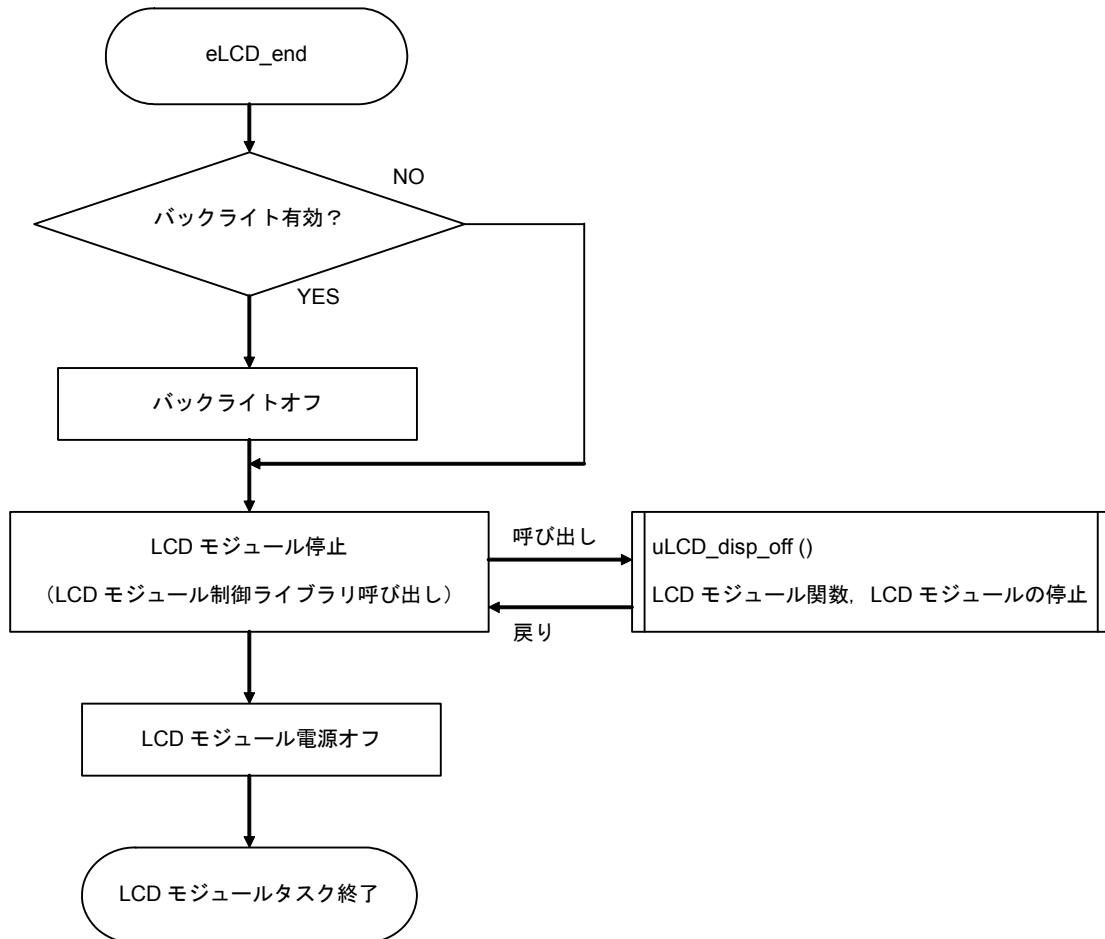 eLCD_end
NO
バックライト有効？
YES
バックライトオフ
LCD モジュール停止
（LCD モジュール制御ライブラリ呼び出し）
呼び出し
戻り
uLCD_disp_off ()
LCD モジュール関数，LCD モジュールの停止
LCD モジュール電源オフ
LCD モジュールタスク終了